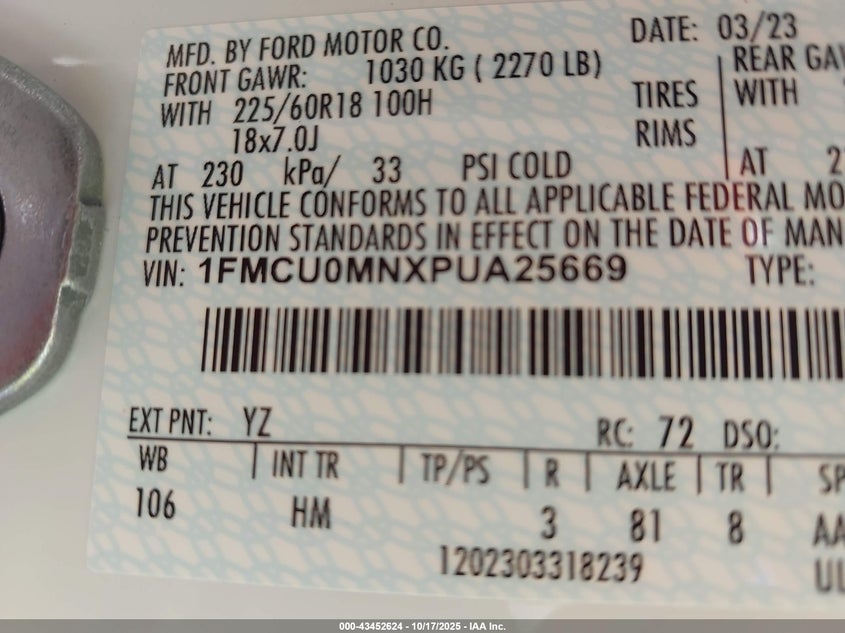 MFD. BY FORD MOTOR CO. DATE: 03/23
FRONT GAWR: 1030 KG ( 2270 LB) REAR
WITH 225/60R18 100H TIRES WITH
18x7.0J RIMS
AT 230 kPa/ 33 PSI COLD AT
THIS VEHICLE CONFORMS TO ALL APPLICABLE FEDERAL
PREVENTION STANDARDS IN EFFECT ON THE DATE OF
VIN: 1FMCU0MNXPUA25669 TYPE:
EXT PNT: YZ RC: 72 DSO:
WB INT TR TP/PS R AXLE TR
106 HM 3 81 8
1202303318239
000-43452624 - 10/17/2025 - IAA Inc.